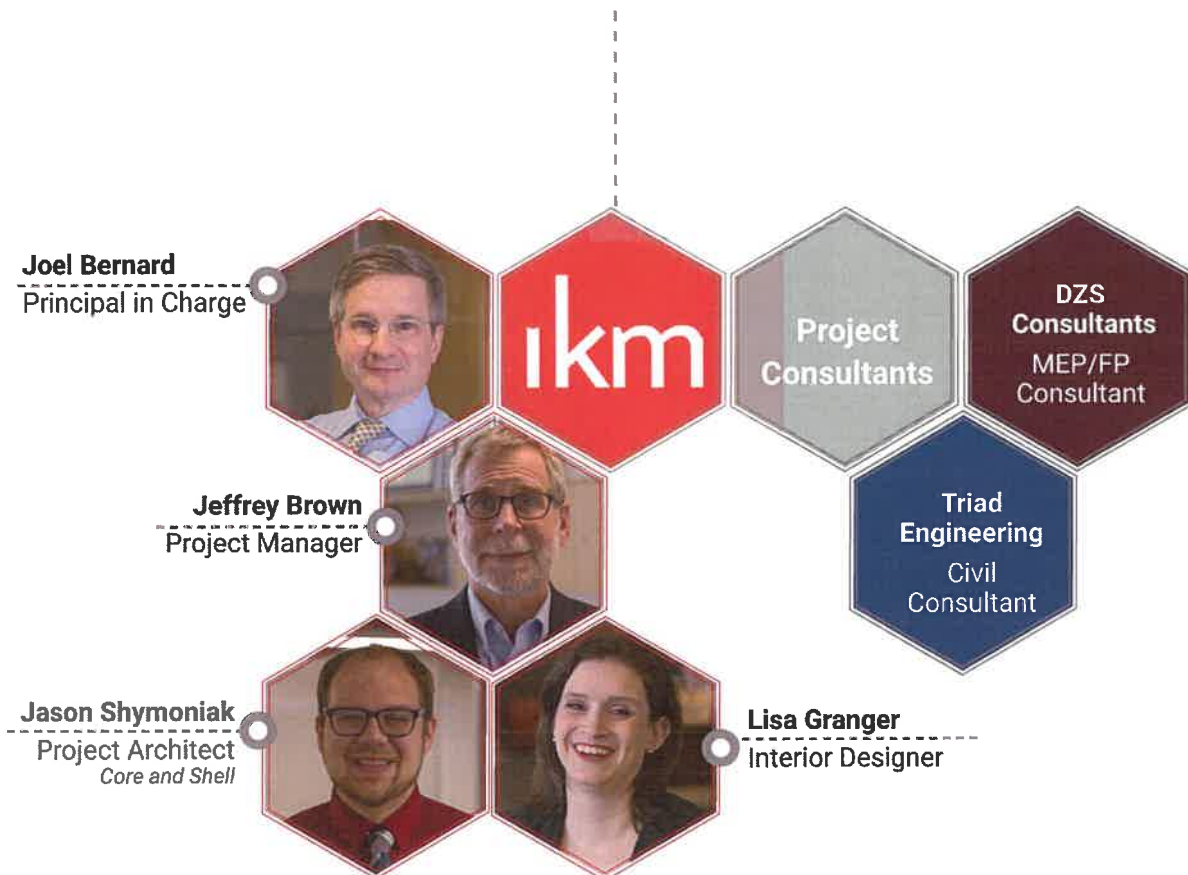 Joel Bernard
Principal in Charge
ıkm
Project
Consultants
DZS
Consultants
MEP/FP
Consultant
Jeffrey Brown
Project Manager
Triad
Engineering
Civil
Consultant
Jason Shymoniak
Project Architect
Core and Shell
Lisa Granger
Interior Designer